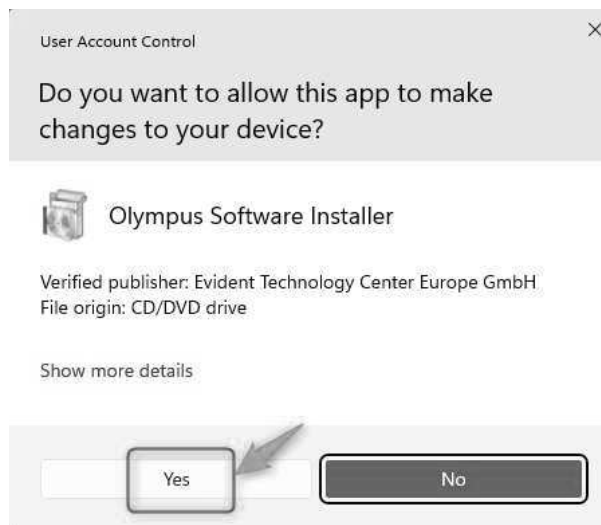 User Account Control
Do you want to allow this app to make
changes to your device?
Olympus Software Installer
Verified publisher: Evident Technology Center Europe GmbH
File origin: CD/DVD drive
Show more details
Yes
No